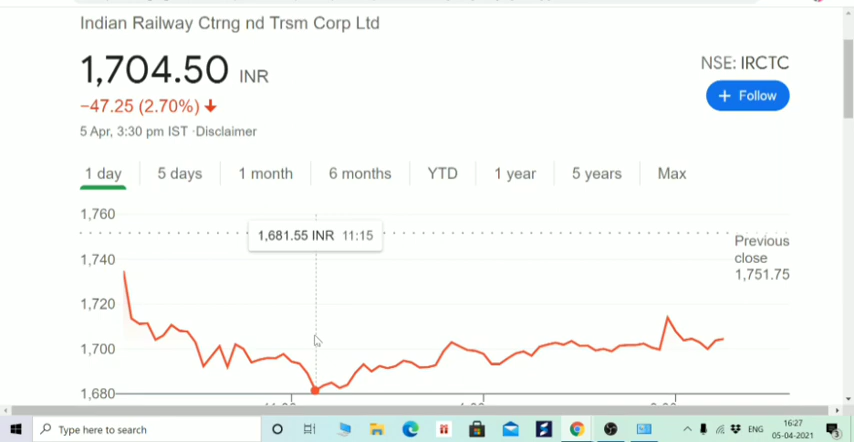 Indian Railway Ctrng nd Trsm Corp Ltd
1,704.50 INR
−47.25 (2.70%)
5 Apr, 3:30 pm IST ·Disclaimer
NSE: IRCTC
+ Follow
1 day
5 days
1 month
6 months
YTD
1 year
5 years
Max
1,760
1,681.55 INR 11:15
Previous
close
1,751.75
1,740
1,720
1,700
1,680
Type here to search
ENG
16:27
05-04-2021
3